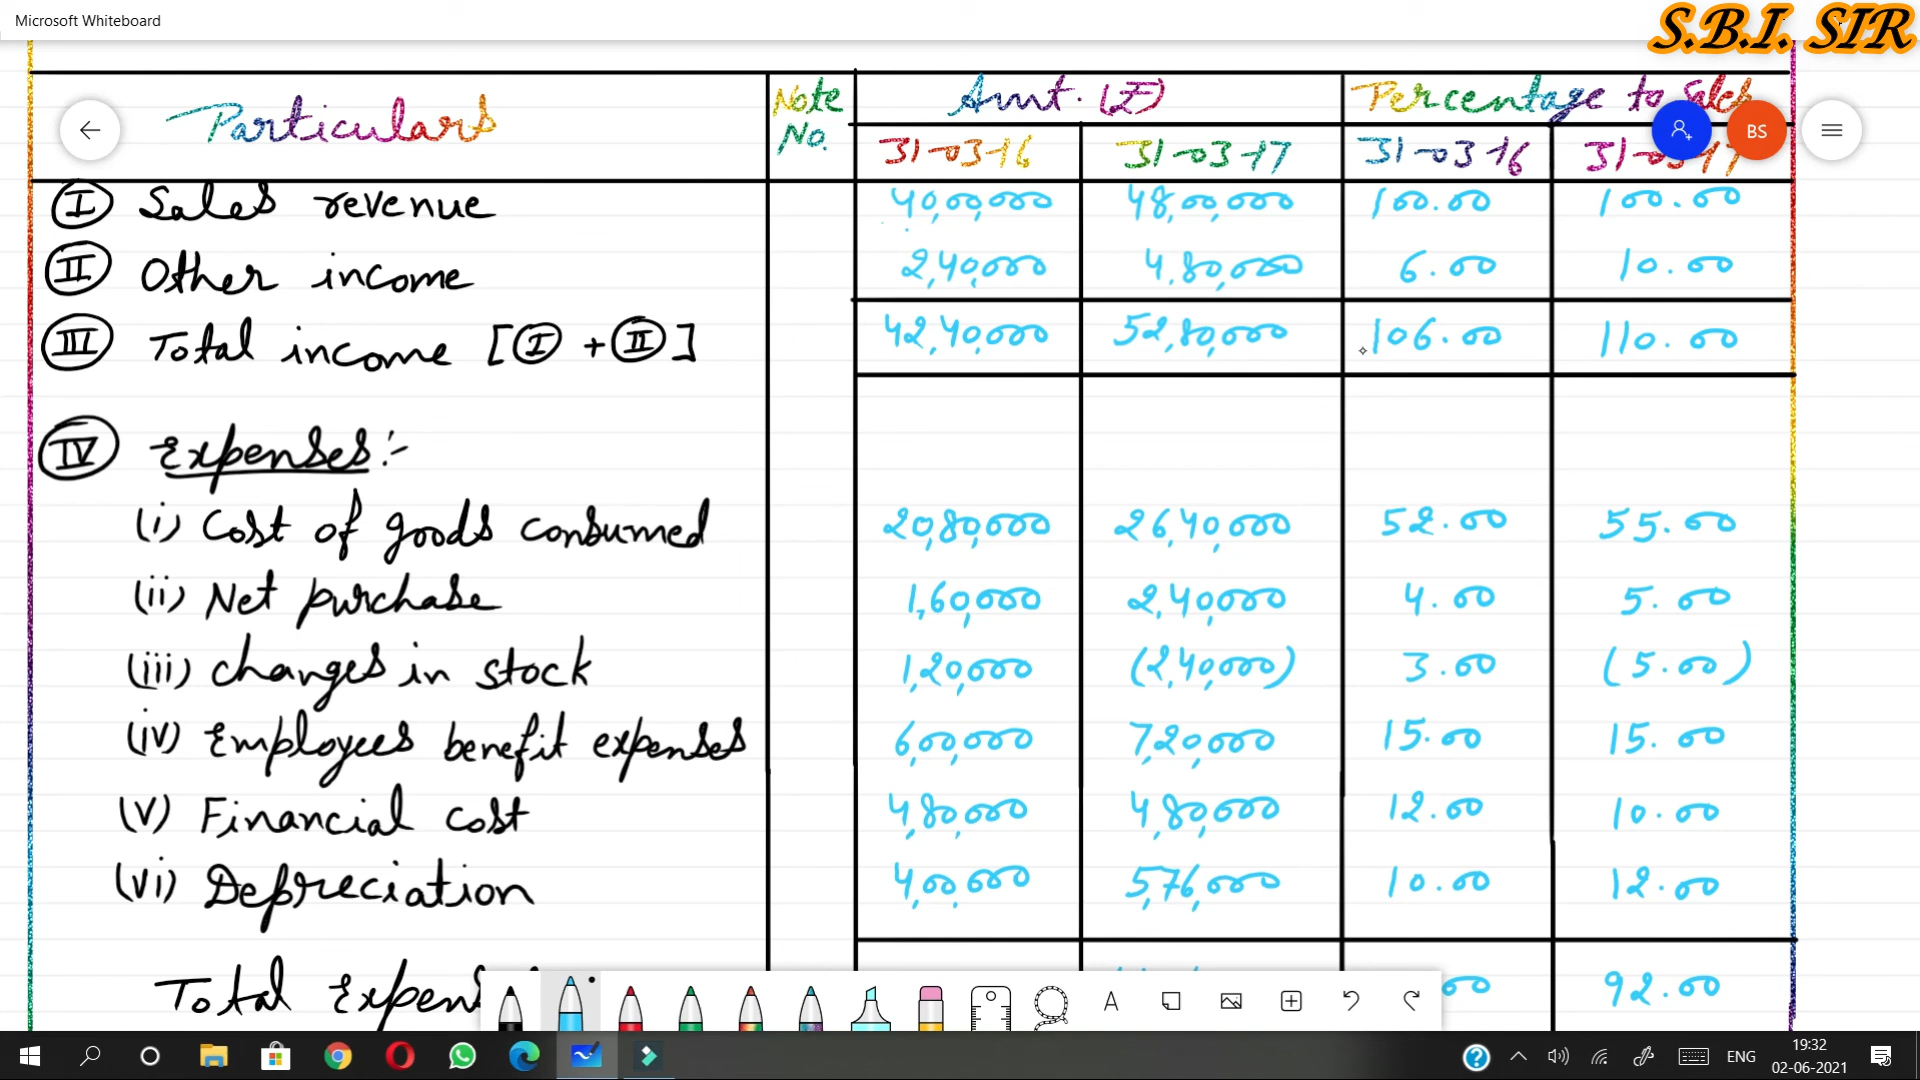 Microsoft Whiteboard
S.B.I. SIR
Particulars Note No. Amt. (₹) Percentage to Sales
31-03-16 31-03-17 31-03-16 31-03-17
I Sales revenue 40,00,000 48,00,000 100.00 100.00
II Other income 2,40,000 4,80,000 6.00 10.00
III Total income [I + II] 42,40,000 52,80,000 106.00 110.00
IV Expenses:-
(i) Cost of goods consumed 20,80,000 26,40,000 52.00 55.00
(ii) Net purchase 1,60,000 2,40,000 4.00 5.00
(iii) Changes in stock 1,20,000 (2,40,000) 3.00 (5.00)
(iv) Employees benefit expenses 6,00,000 7,20,000 15.00 15.00
(v) Financial cost 4,80,000 4,80,000 12.00 10.00
(vi) Depreciation 4,00,000 5,76,000 10.00 12.00
Total 92.00
BS
A
ENG
19:32
02-06-2021